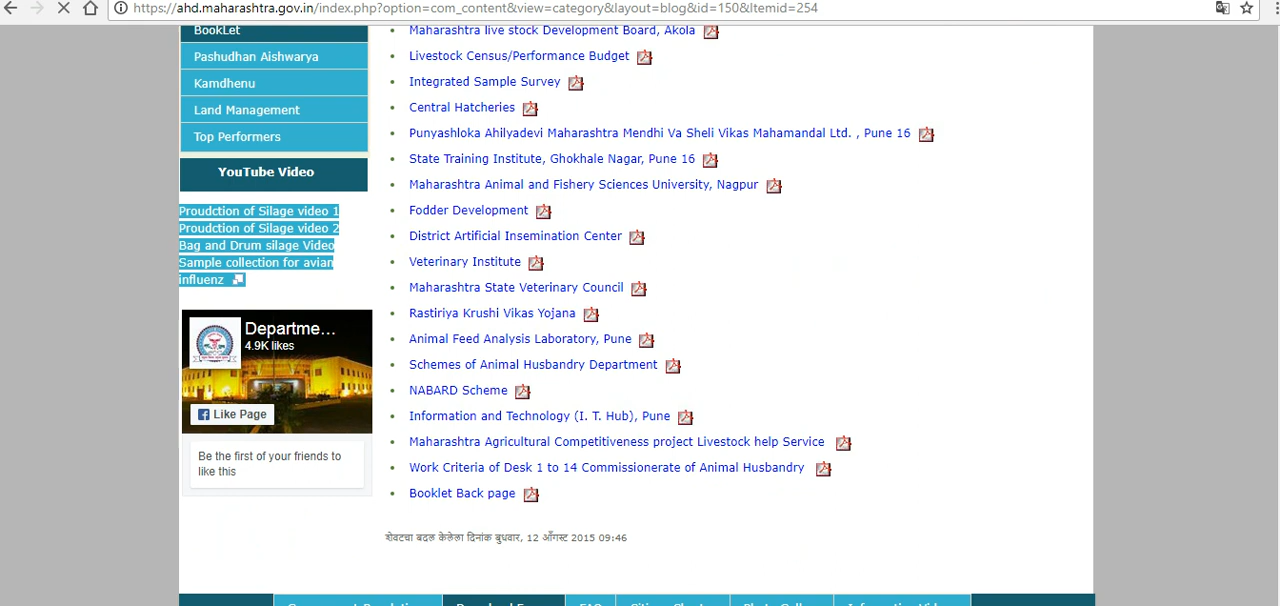 https://ahd.maharashtra.gov.in/index.php?option=com_content&view=category&layout=blog&id=150&Itemid=254
BookLet
Pashudhan Aishwarya
Kamdhenu
Land Management
Top Performers
YouTube Video
Proudction of Silage video 1
Proudction of Silage video 2
Bag and Drum silage Video
Sample collection for avian
influenz
Departme...
4.9K likes
Like Page
Be the first of your friends to
like this
Maharashtra live stock Development Board, Akola
Livestock Census/Performance Budget
Integrated Sample Survey
Central Hatcheries
Punyashloka Ahilyadevi Maharashtra Mendhi Va Sheli Vikas Mahamandal Ltd. , Pune 16
State Training Institute, Ghokhale Nagar, Pune 16
Maharashtra Animal and Fishery Sciences University, Nagpur
Fodder Development
District Artificial Insemination Center
Veterinary Institute
Maharashtra State Veterinary Council
Rastiriya Krushi Vikas Yojana
Animal Feed Analysis Laboratory, Pune
Schemes of Animal Husbandry Department
NABARD Scheme
Information and Technology (I. T. Hub), Pune
Maharashtra Agricultural Competitiveness project Livestock help Service
Work Criteria of Desk 1 to 14 Commissionerate of Animal Husbandry
Booklet Back page
शेवटचा बदल केलेला दिनांक बुधवार, 12 ऑगस्ट 2015 09:46